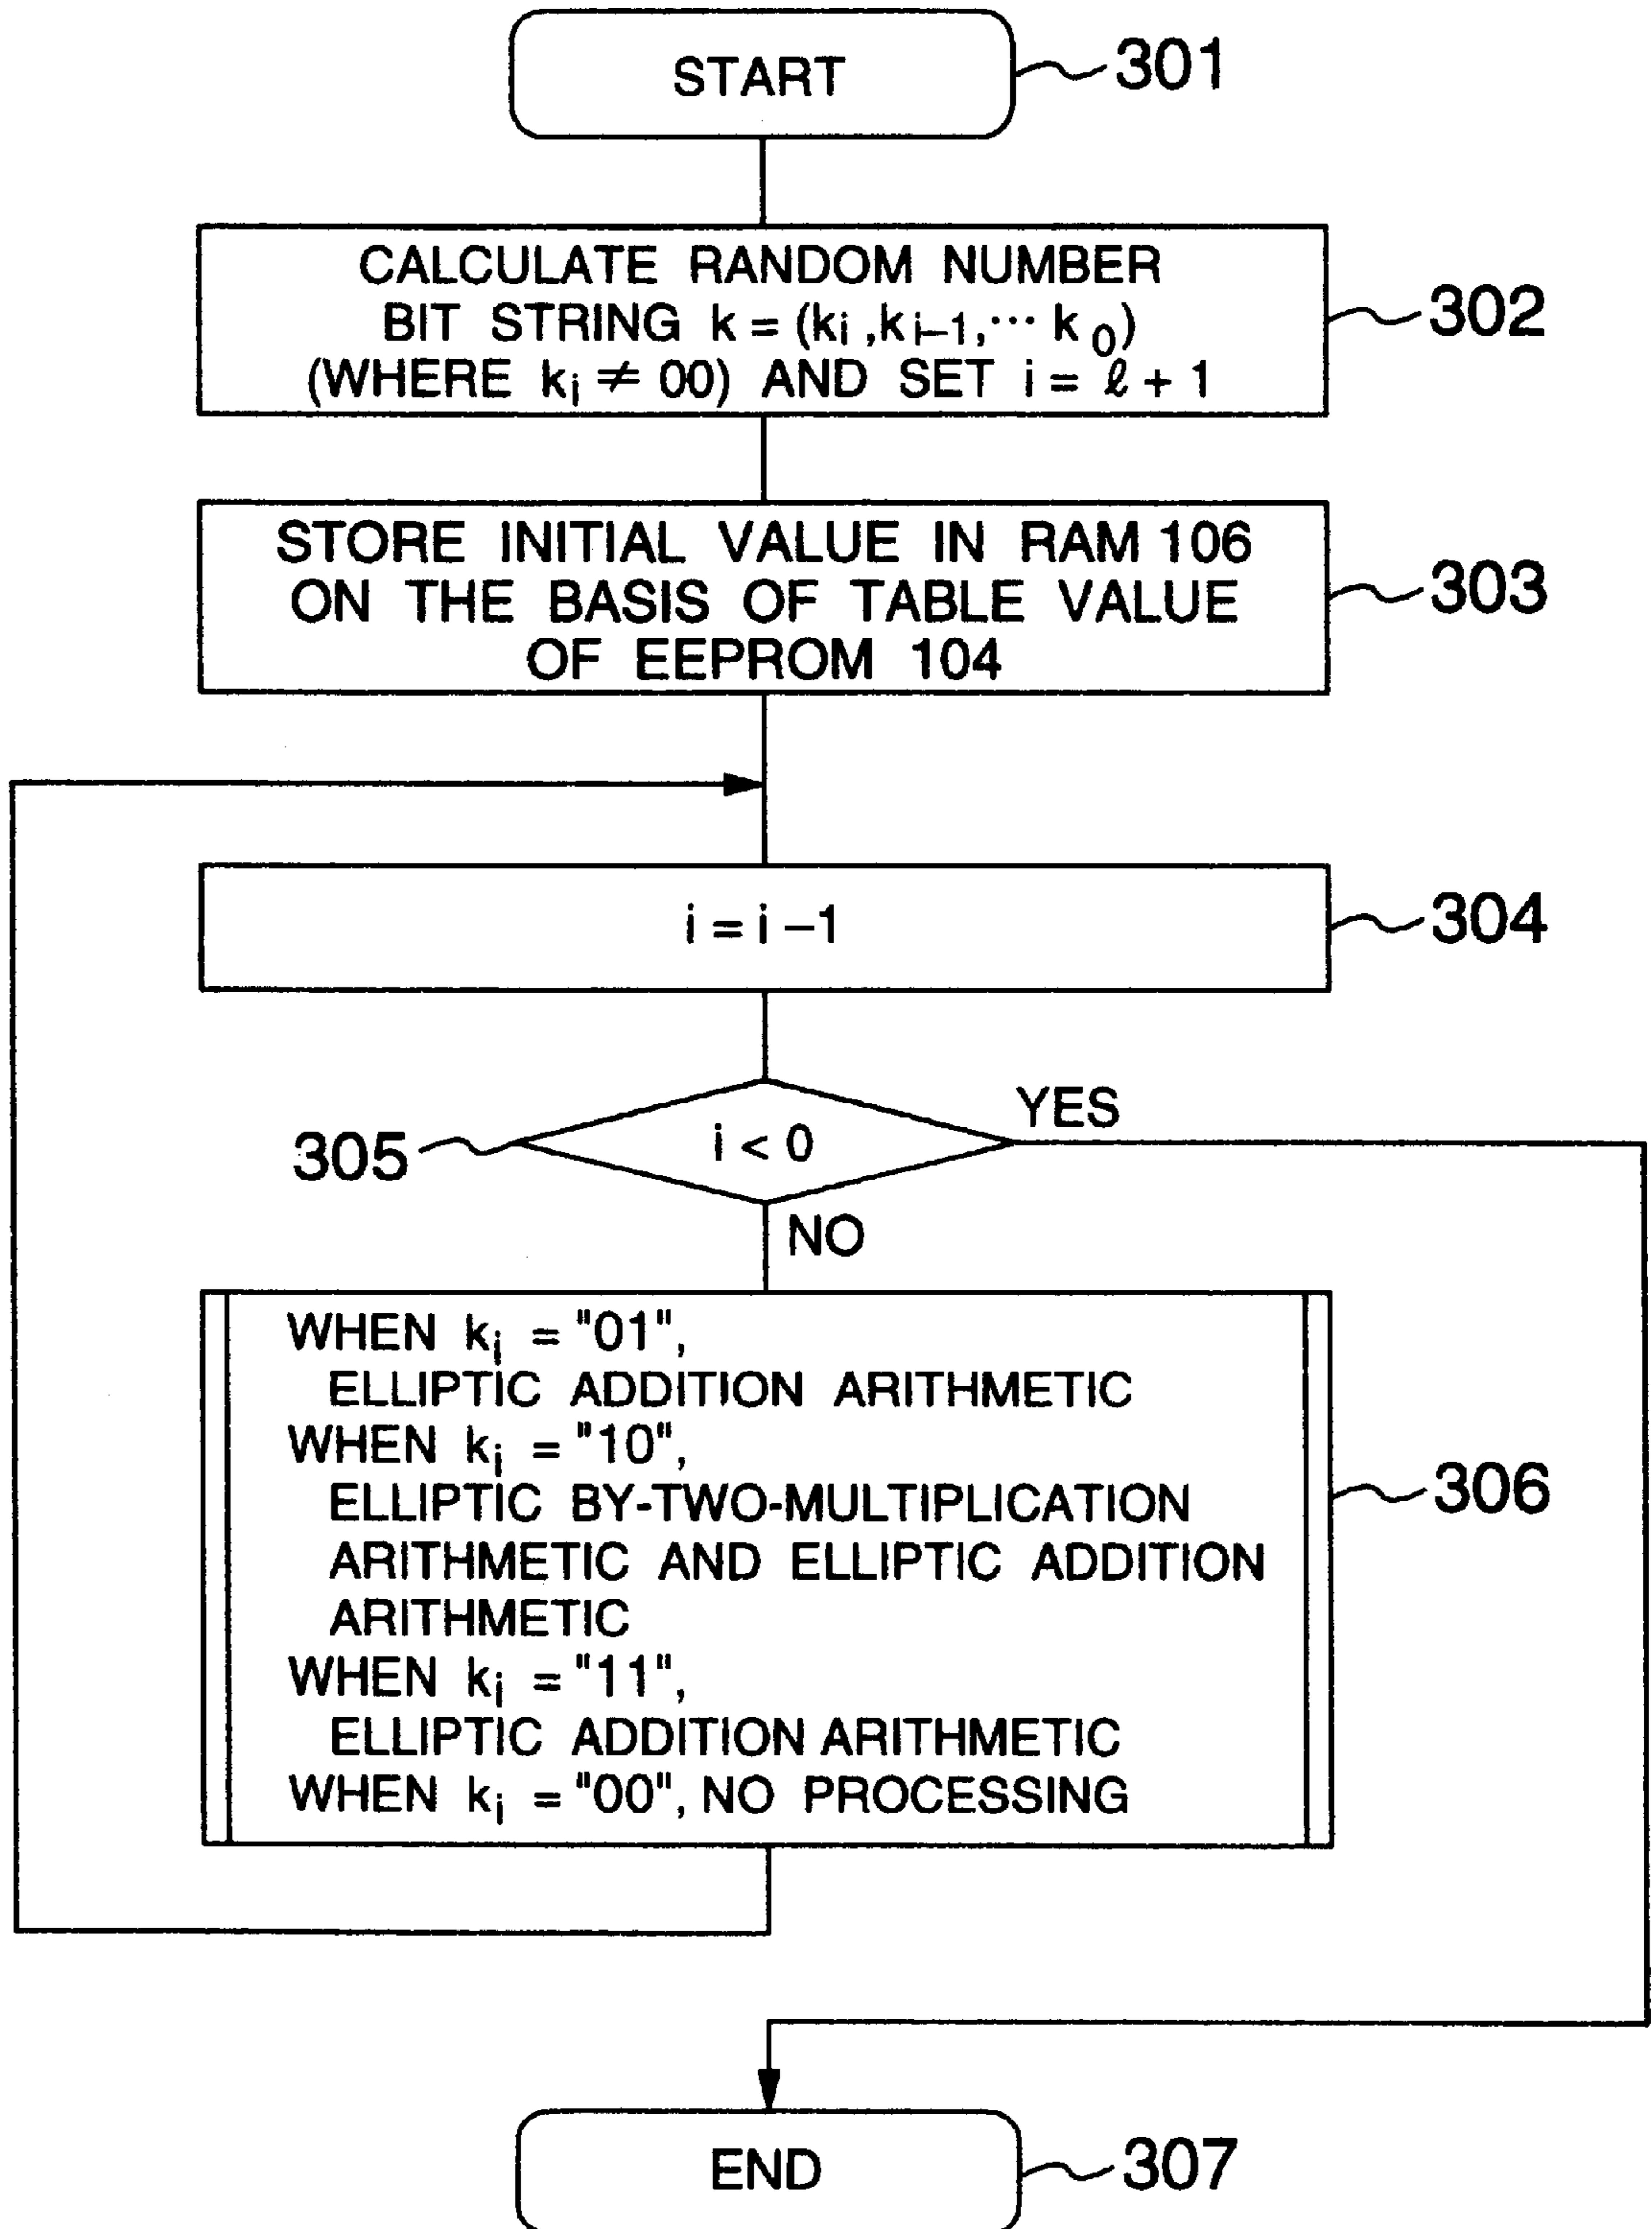 START
301
CALCULATE RANDOM NUMBER
BIT STRING k = (ki ,ki–1,··· k0)
(WHERE ki ≠ 00) AND SET i = ℓ + 1
302
STORE INITIAL VALUE IN RAM 106
ON THE BASIS OF TABLE VALUE
OF EEPROM 104
303
i = i –1
304
305
i < 0
YES
NO
WHEN ki = "01",
ELLIPTIC ADDITION ARITHMETIC
WHEN ki = "10",
ELLIPTIC BY-TWO-MULTIPLICATION
ARITHMETIC AND ELLIPTIC ADDITION
ARITHMETIC
WHEN ki = "11",
ELLIPTIC ADDITION ARITHMETIC
WHEN ki = "00", NO PROCESSING
306
END
307